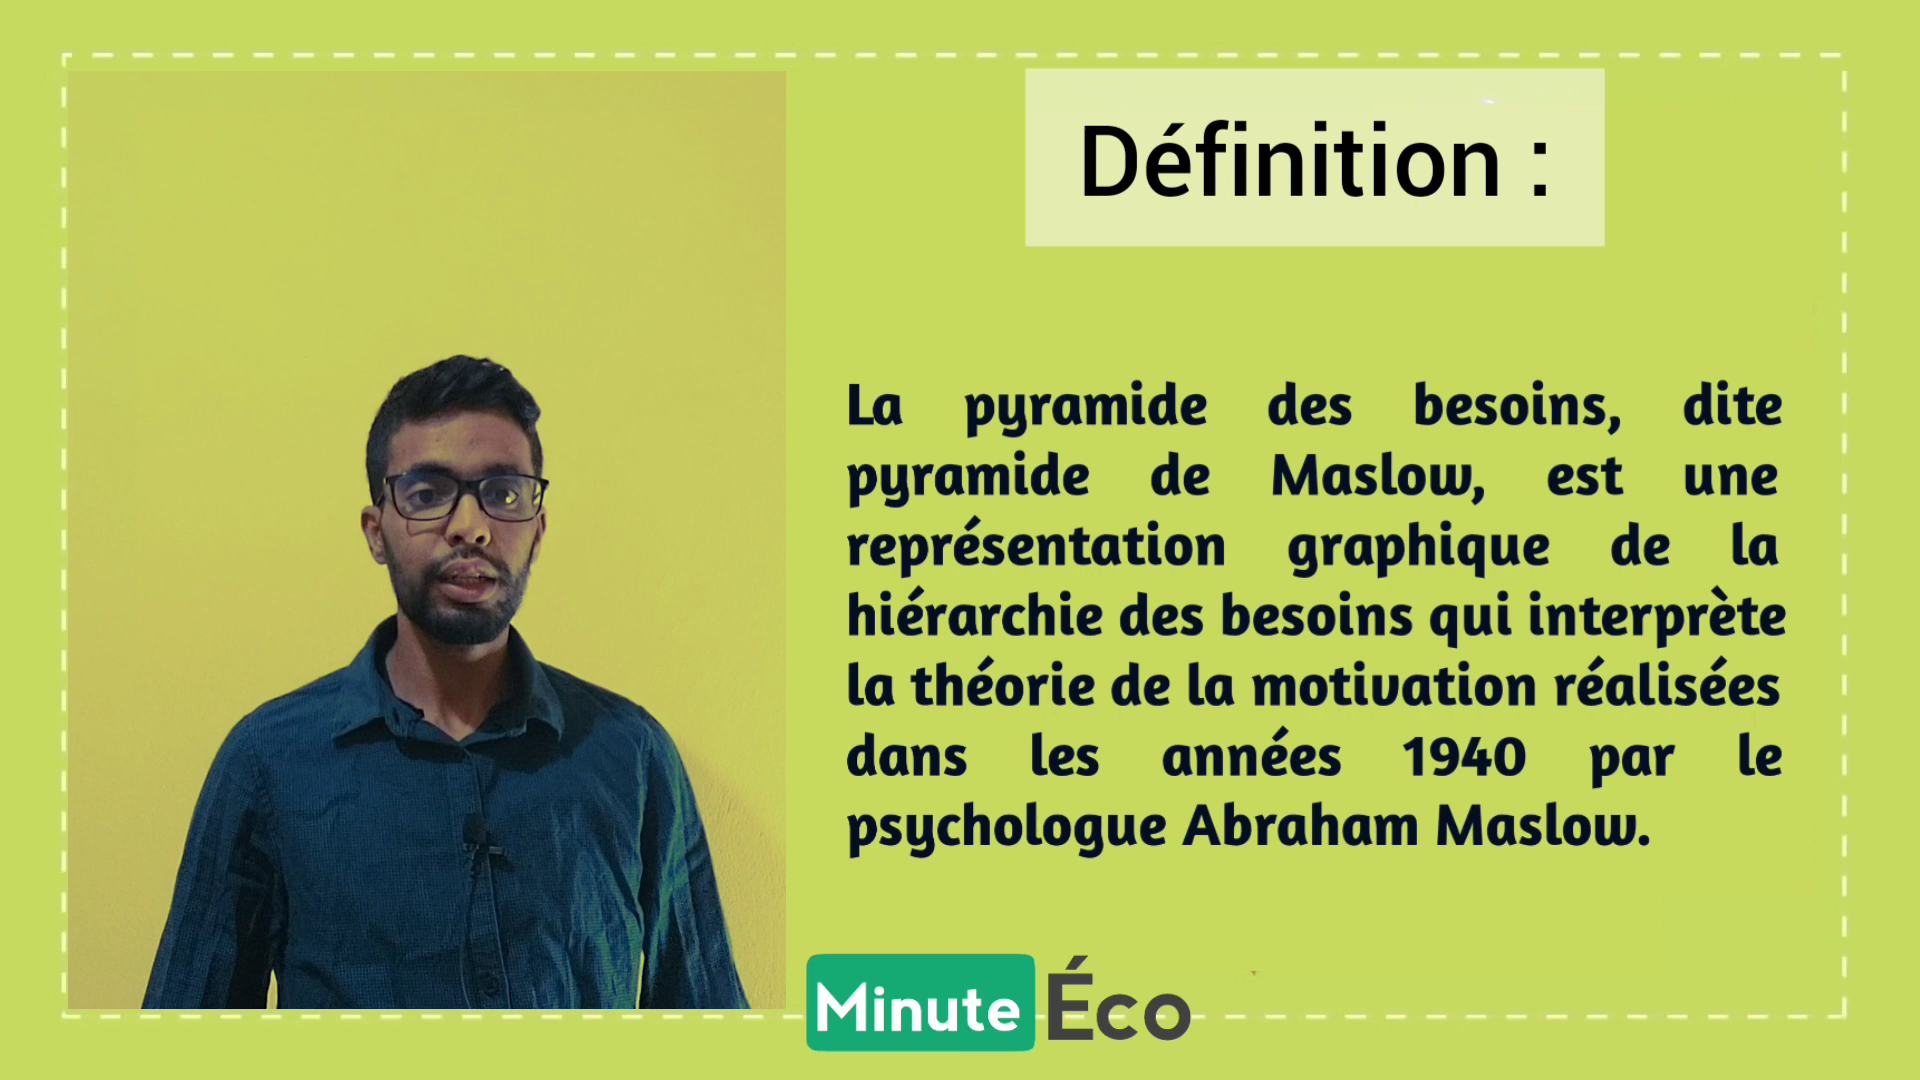 Définition :
La pyramide des besoins, dite
pyramide de Maslow, est une
représentation graphique de la
hiérarchie des besoins qui interprète
la théorie de la motivation réalisées
dans les années 1940 par le
psychologue Abraham Maslow.
Minute Éco